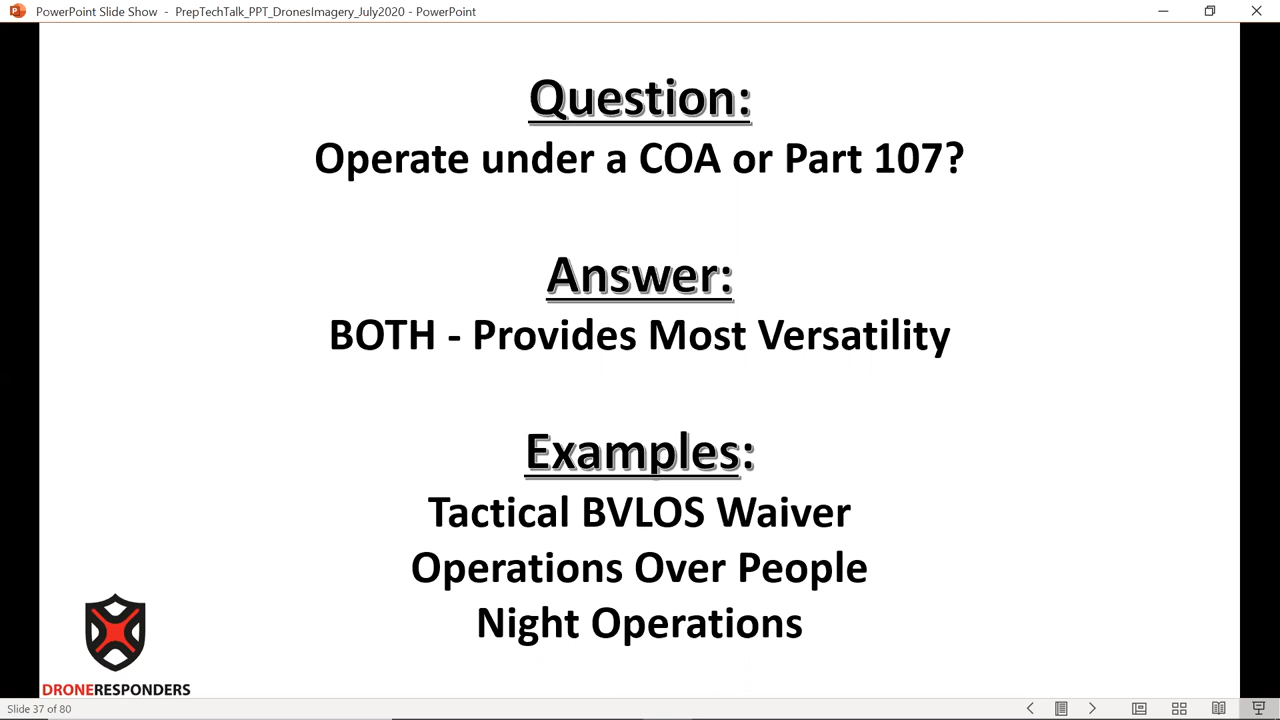 PowerPoint Slide Show - PrepTechTalk_PPT_DronesImagery_July2020 - PowerPoint
Question:
Operate under a COA or Part 107?
Answer:
BOTH - Provides Most Versatility
Examples:
Tactical BVLOS Waiver
Operations Over People
Night Operations
DRONERESPONDERS
Slide 37 of 80